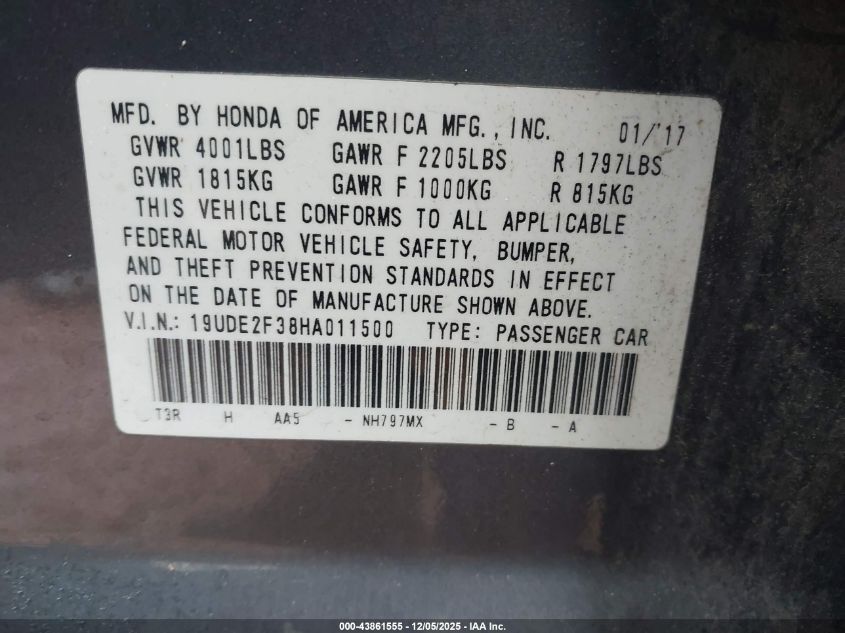 MFD. BY HONDA OF AMERICA MFG., INC. 01/'17
GVWR 4001LBS GAWR F 2205LBS R 1797LBS
GVWR 1815KG GAWR F 1000KG R 815KG
THIS VEHICLE CONFORMS TO ALL APPLICABLE
FEDERAL MOTOR VEHICLE SAFETY, BUMPER,
AND THEFT PREVENTION STANDARDS IN EFFECT
ON THE DATE OF MANUFACTURE SHOWN ABOVE.
V.I.N.: 19UDE2F38HA011500 TYPE: PASSENGER CAR
T3R H AA5 - NH797MX - B - A
000-43861555 - 12/05/2025 - IAA Inc.